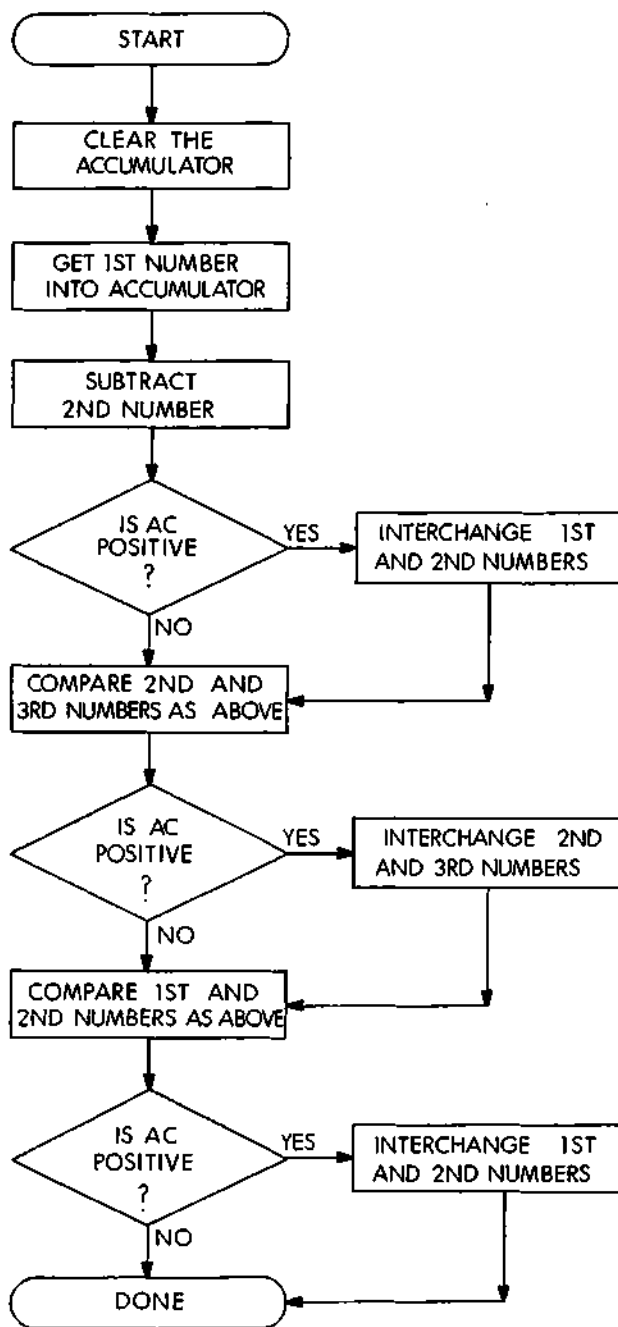 START
CLEAR THE
ACCUMULATOR
GET 1ST NUMBER
INTO ACCUMULATOR
SUBTRACT
2ND NUMBER
IS AC
POSITIVE
?
YES
INTERCHANGE 1ST
AND 2ND NUMBERS
NO
COMPARE 2ND AND
3RD NUMBERS AS ABOVE
IS AC
POSITIVE
?
YES
INTERCHANGE 2ND
AND 3RD NUMBERS
NO
COMPARE 1ST AND
2ND NUMBERS AS ABOVE
IS AC
POSITIVE
?
YES
INTERCHANGE 1ST
AND 2ND NUMBERS
NO
DONE